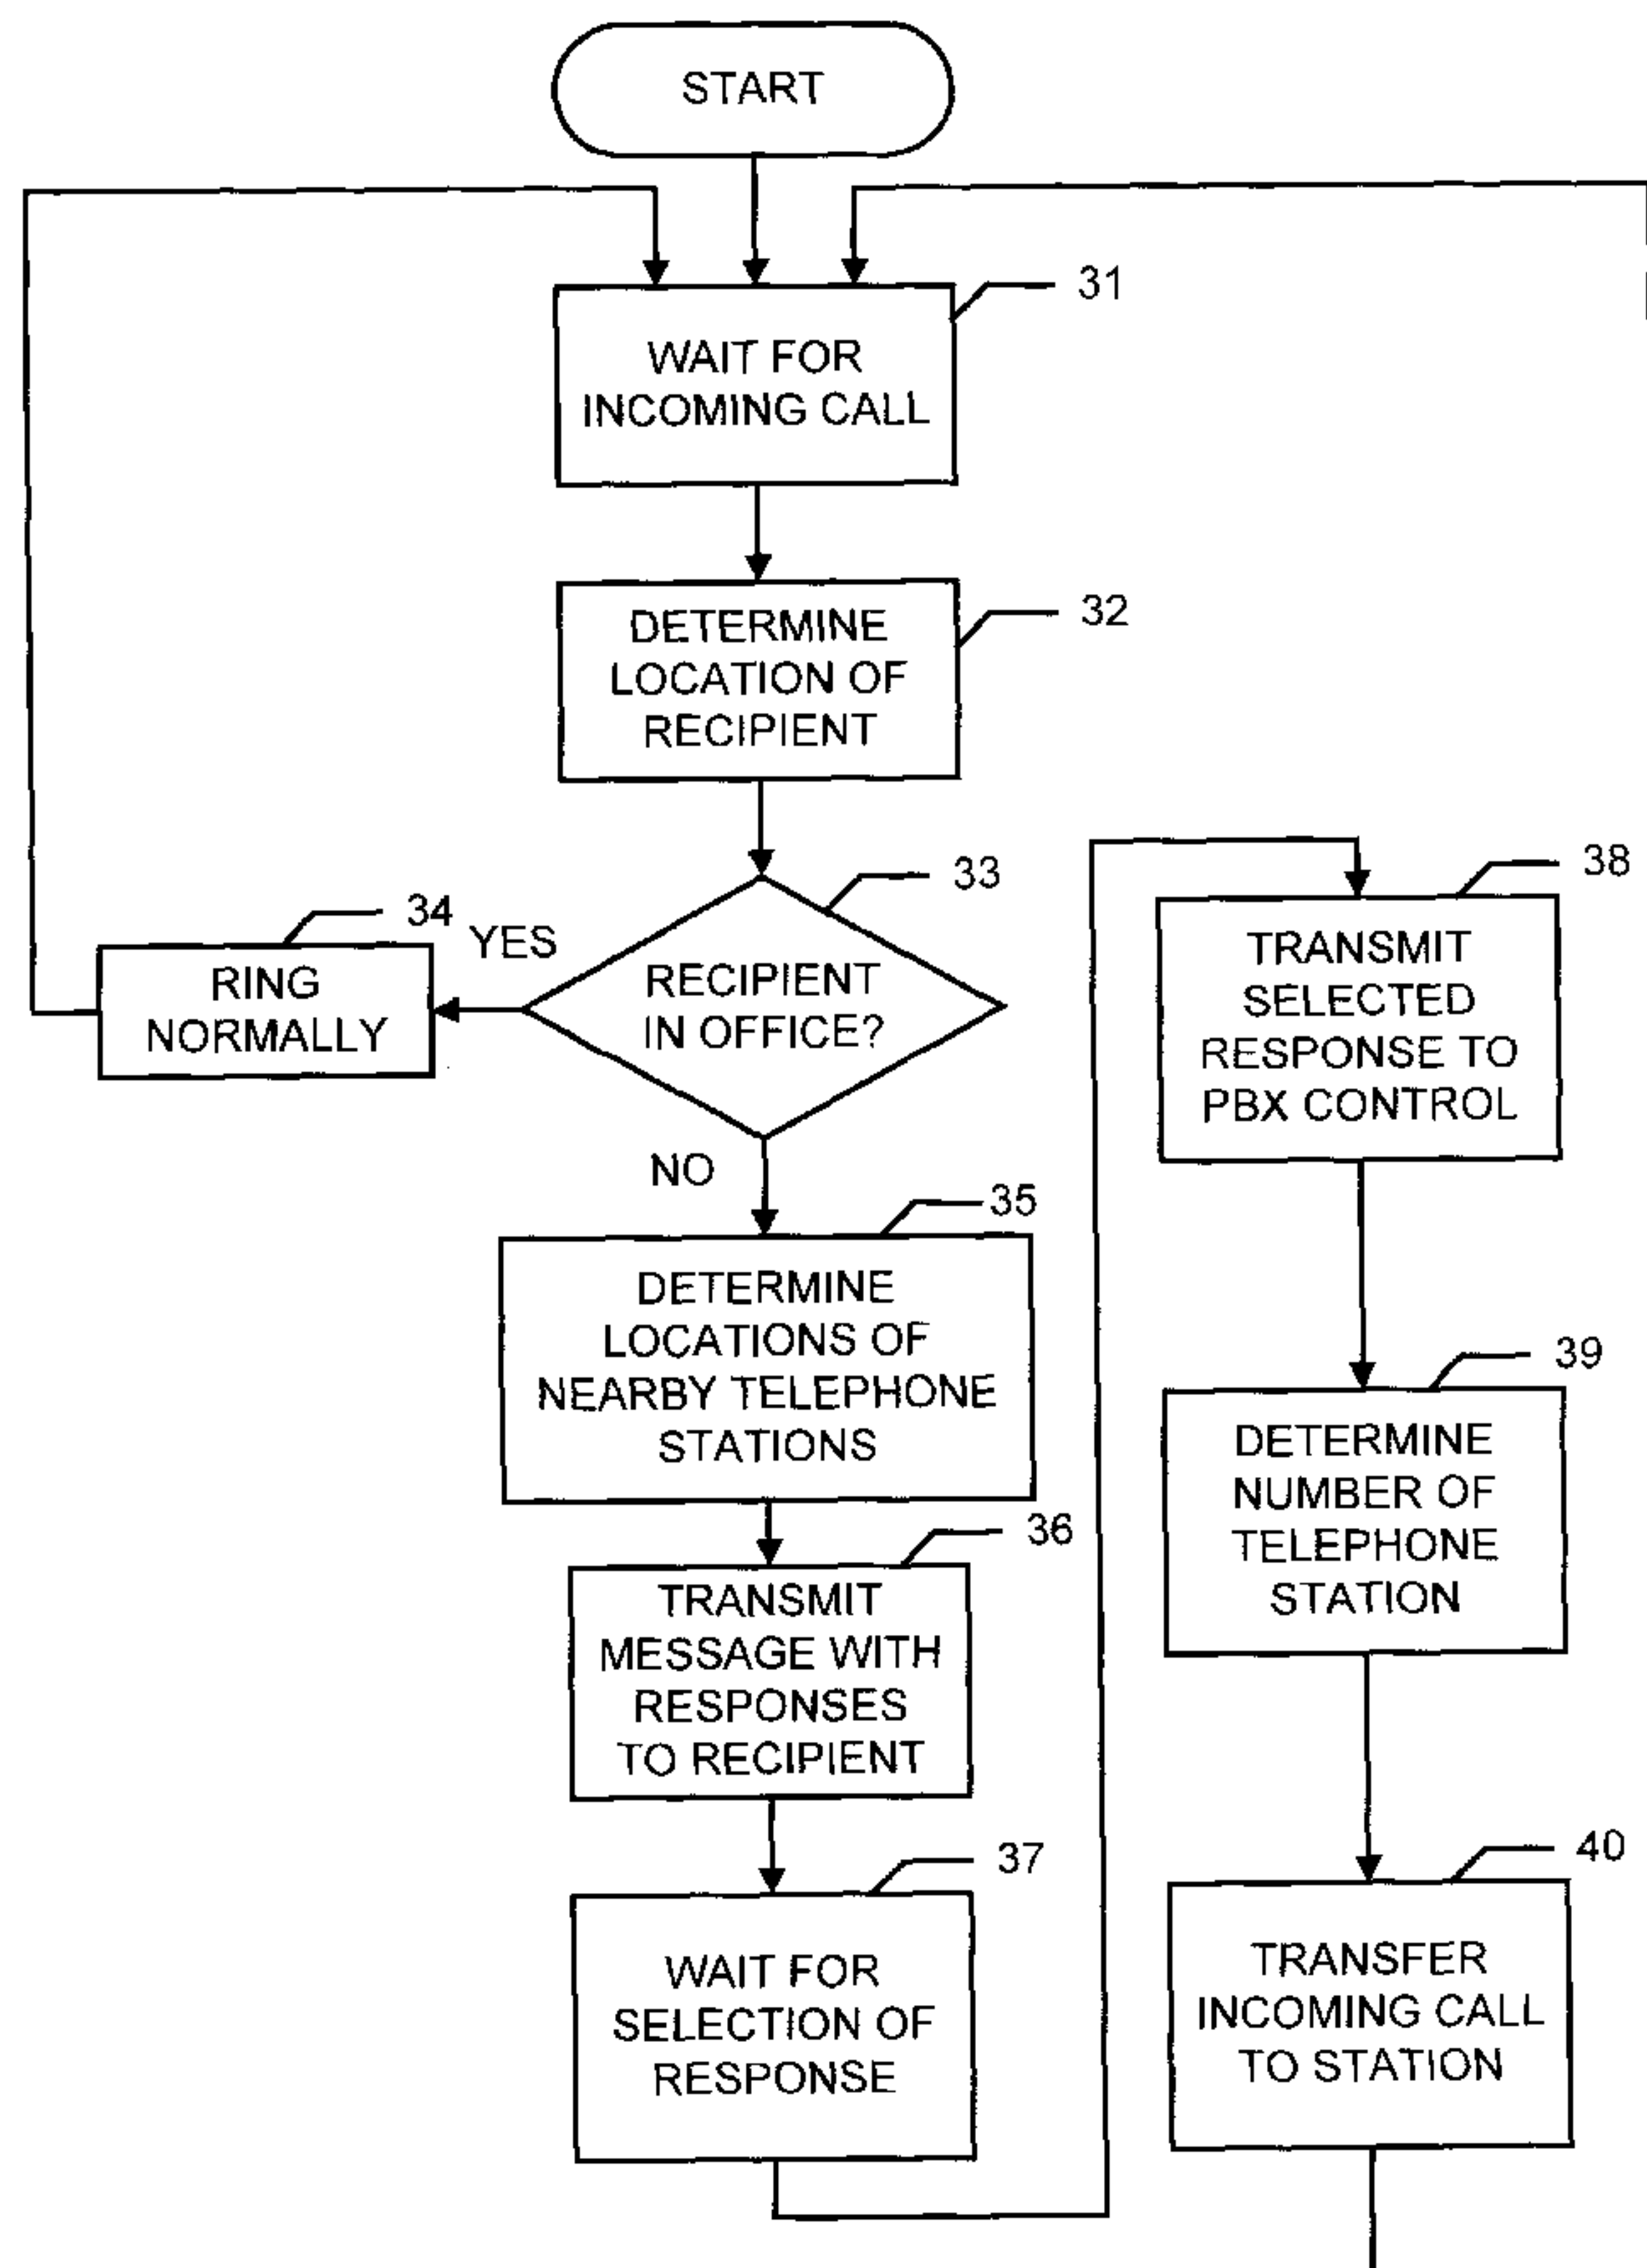 START
31
WAIT FOR
INCOMING CALL
32
DETERMINE
LOCATION OF
RECIPIENT
33
RECIPIENT
IN OFFICE?
YES
34
RING
NORMALLY
NO
35
DETERMINE
LOCATIONS OF
NEARBY TELEPHONE
STATIONS
36
TRANSMIT
MESSAGE WITH
RESPONSES
TO RECIPIENT
37
WAIT FOR
SELECTION OF
RESPONSE
38
TRANSMIT
SELECTED
RESPONSE TO
PBX CONTROL
39
DETERMINE
NUMBER OF
TELEPHONE
STATION
40
TRANSFER
INCOMING CALL
TO STATION